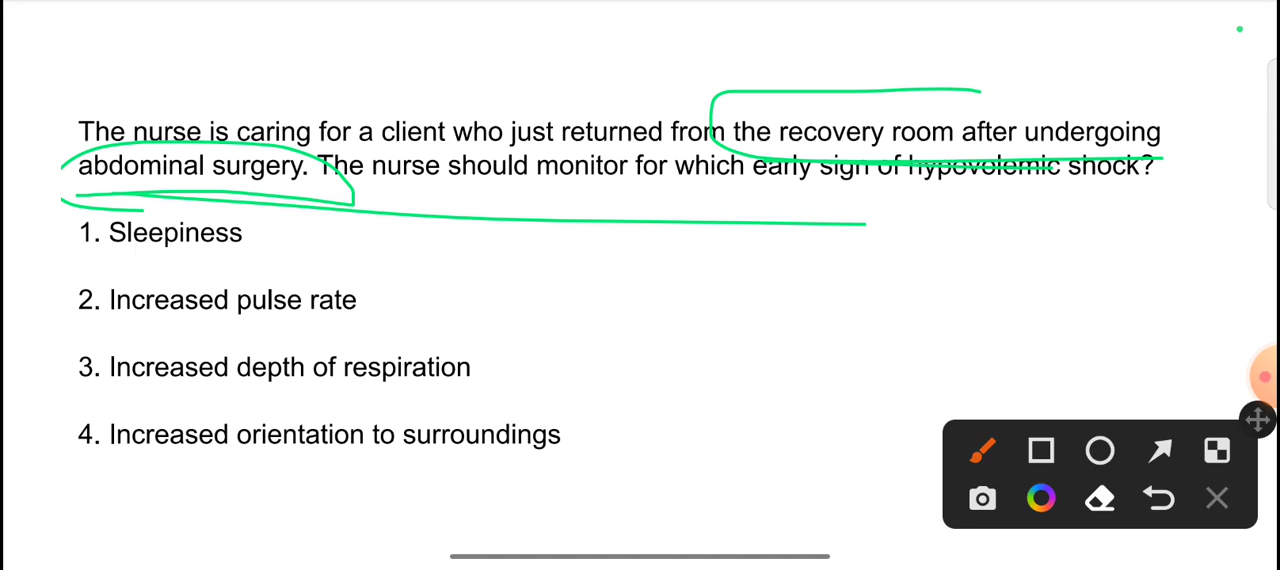 The nurse is caring for a client who just returned from the recovery room after undergoing
abdominal surgery. The nurse should monitor for which early sign of hypovolemic shock?
1. Sleepiness
2. Increased pulse rate
3. Increased depth of respiration
4. Increased orientation to surroundings